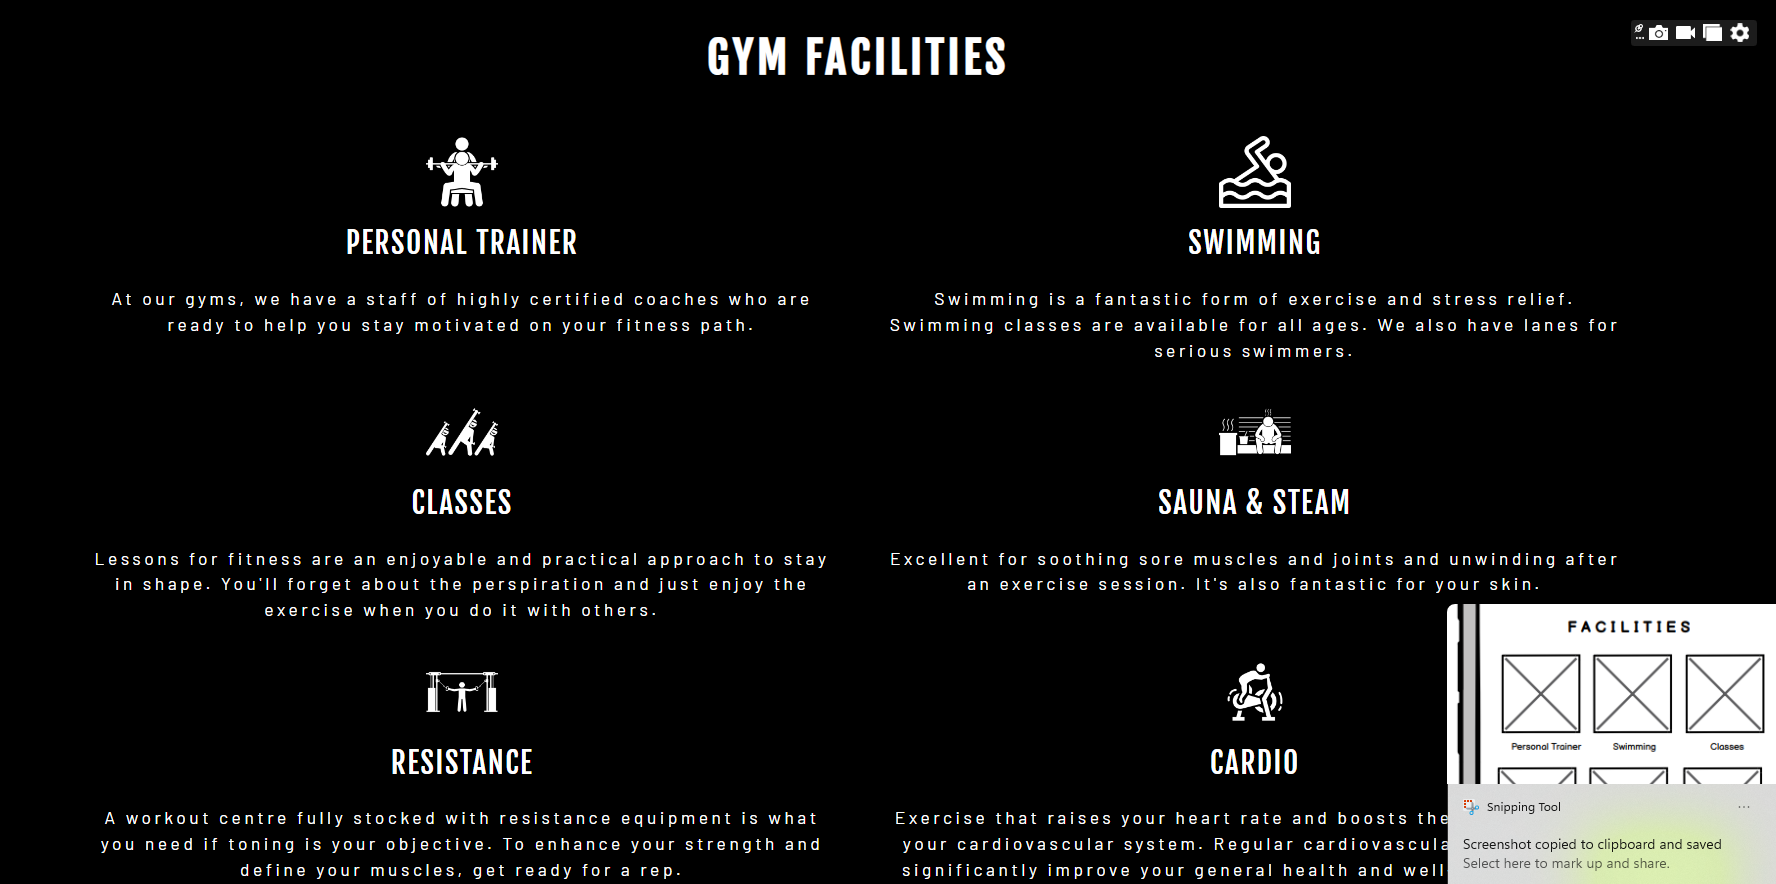 GYM FACILITIES
PERSONAL TRAINER
At our gyms, we have a staff of highly certified coaches who are
ready to help you stay motivated on your fitness path.
SWIMMING
Swimming is a fantastic form of exercise and stress relief.
Swimming classes are available for all ages. We also have lanes for
serious swimmers.
CLASSES
Lessons for fitness are an enjoyable and practical approach to stay
in shape. You'll forget about the perspiration and just enjoy the
exercise when you do it with others.
SAUNA & STEAM
Excellent for soothing sore muscles and joints and unwinding after
an exercise session. It's also fantastic for your skin.
RESISTANCE
A workout centre fully stocked with resistance equipment is what
you need if toning is your objective. To enhance your strength and
define your muscles, get ready for a rep.
CARDIO
Exercise that raises your heart rate and boosts the
your cardiovascular system. Regular cardiovascula
significantly improve your general health and well
FACILITIES
Personal Trainer
Swimming
Classes
Snipping Tool
Screenshot copied to clipboard and saved
Select here to mark up and share.